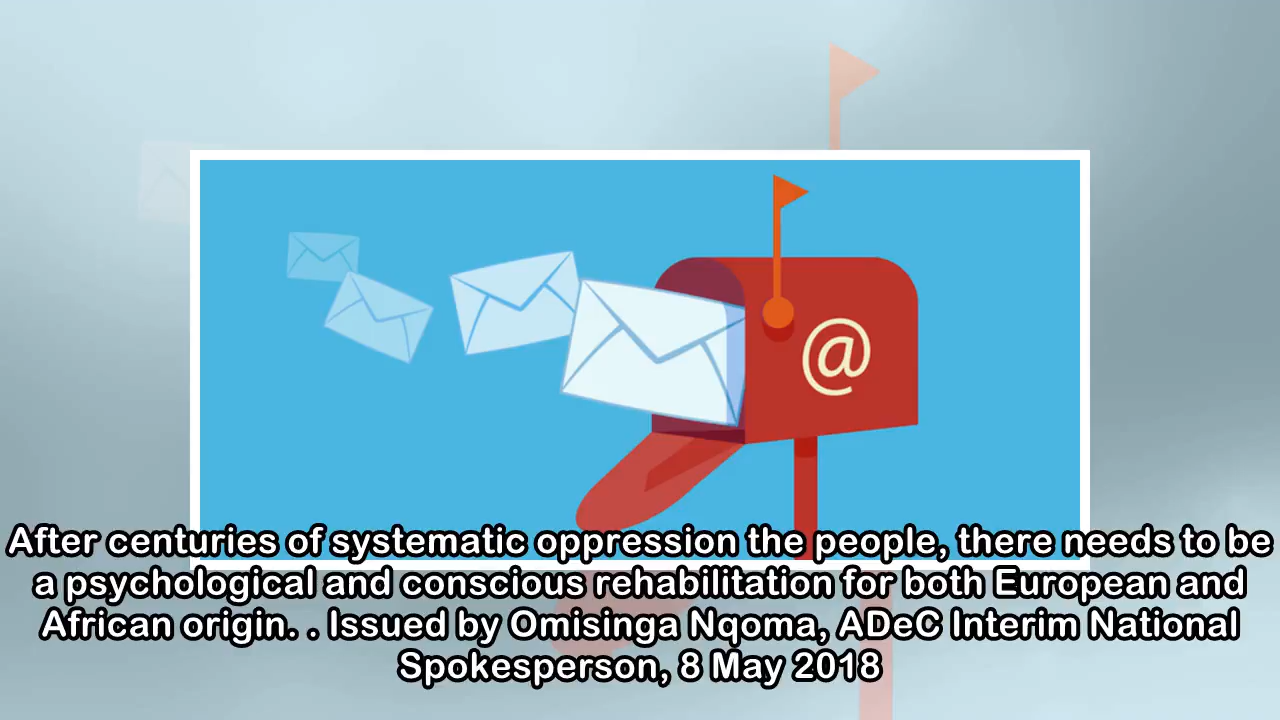 @
After centuries of systematic oppression the people, there needs to be
a psychological and conscious rehabilitation for both European and
African origin. . Issued by Omisinga Nqoma, ADeC Interim National
Spokesperson, 8 May 2018